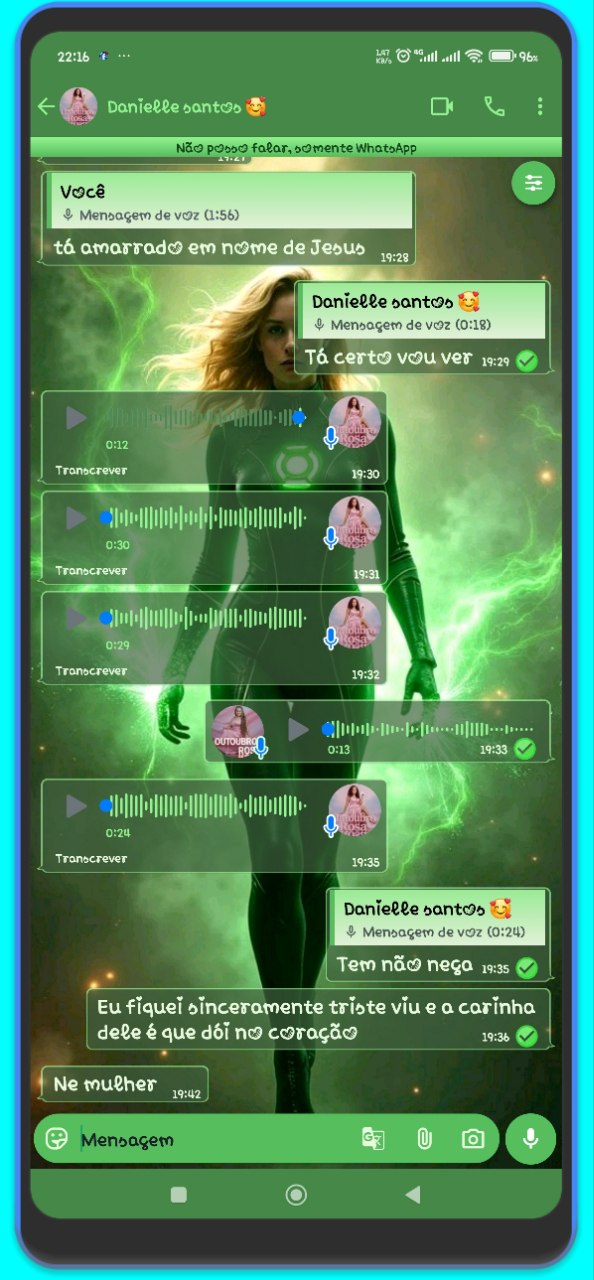 22:16
1,47 KB/s 4G 96%
Danielle santos 🥰
Não posso falar, somente WhatsApp
19:27
Você
Mensagem de voz (1:56)
tá amarrado em nome de Jesus 19:28
Danielle santos 🥰
Mensagem de voz (0:18)
Tá certo vou ver 19:29
0:12
Transcrever 19:30
0:30
Transcrever 19:31
0:29
Transcrever 19:32
OUTOUBRO
ROSA
0:13 19:33
0:24
Transcrever 19:35
Danielle santos 🥰
Mensagem de voz (0:24)
Tem não nega 19:35
Eu fiquei sinceramente triste viu e a carinha
dele é que dói no coração 19:36
Ne mulher 19:42
Mensagem